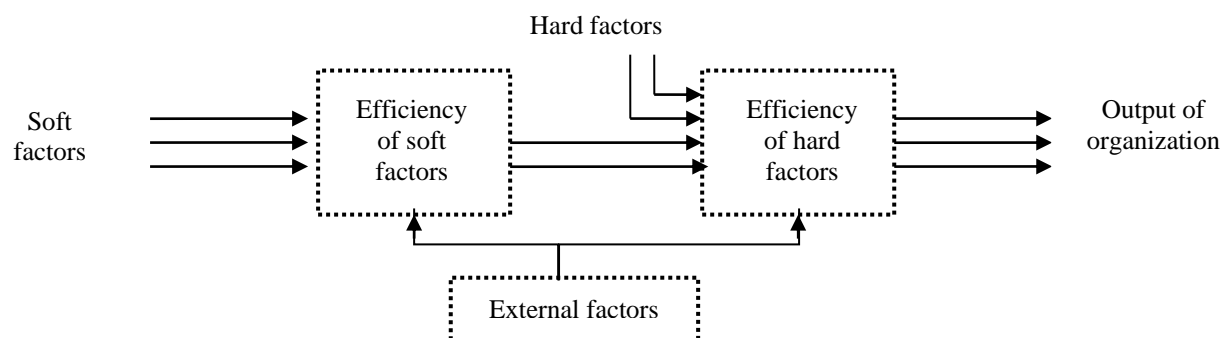 Hard factors
Soft
factors
Efficiency
of soft
factors
Efficiency
of hard
factors
Output of
organization
External factors